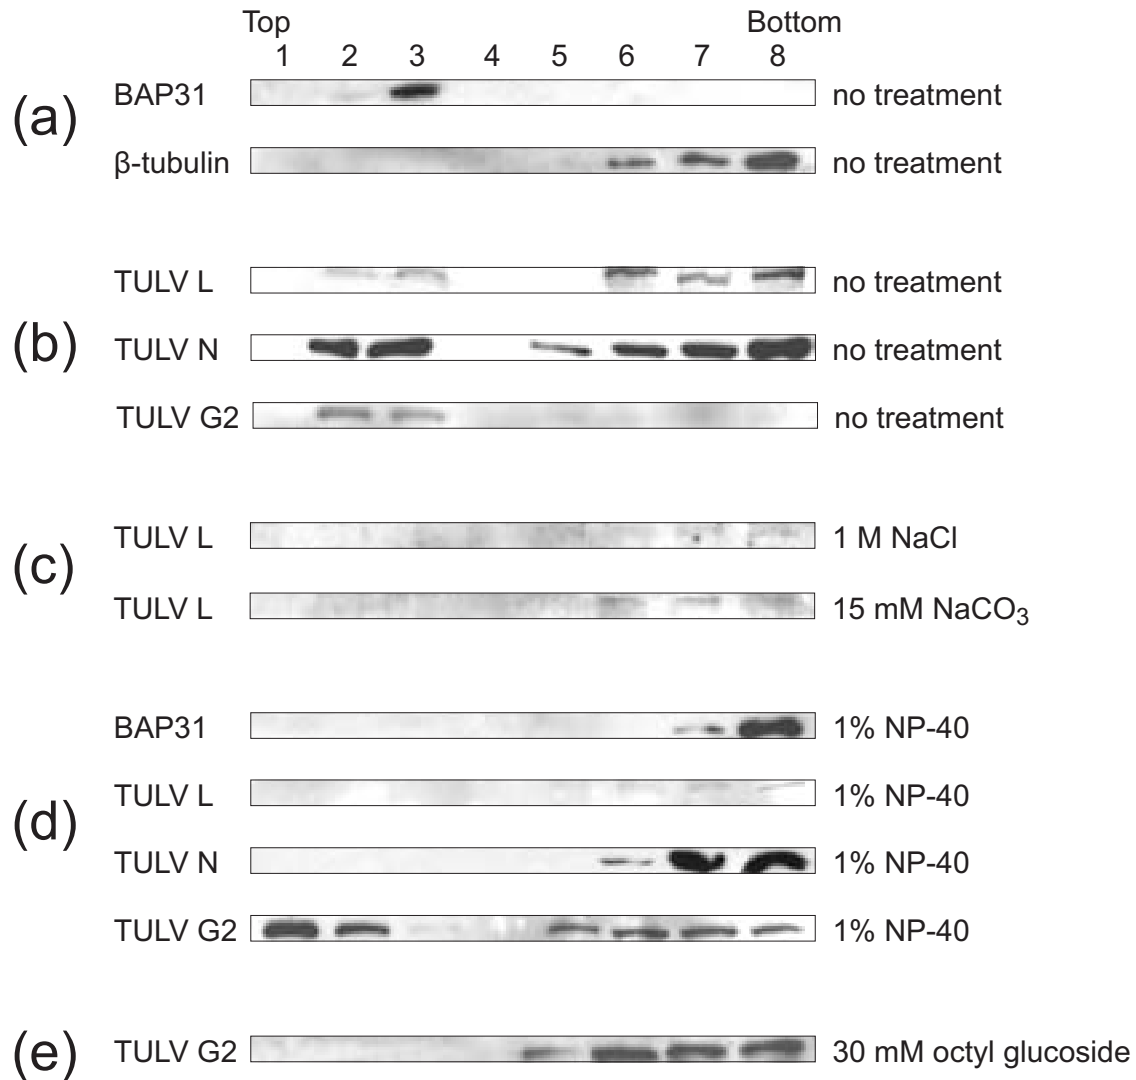 Top Bottom
1 2 3 4 5 6 7 8
(a)
BAP31 no treatment
β-tubulin no treatment
(b)
TULV L no treatment
TULV N no treatment
TULV G2 no treatment
(c)
TULV L 1 M NaCl
TULV L 15 mM NaCO₃
(d)
BAP31 1% NP-40
TULV L 1% NP-40
TULV N 1% NP-40
TULV G2 1% NP-40
(e)
TULV G2 30 mM octyl glucoside